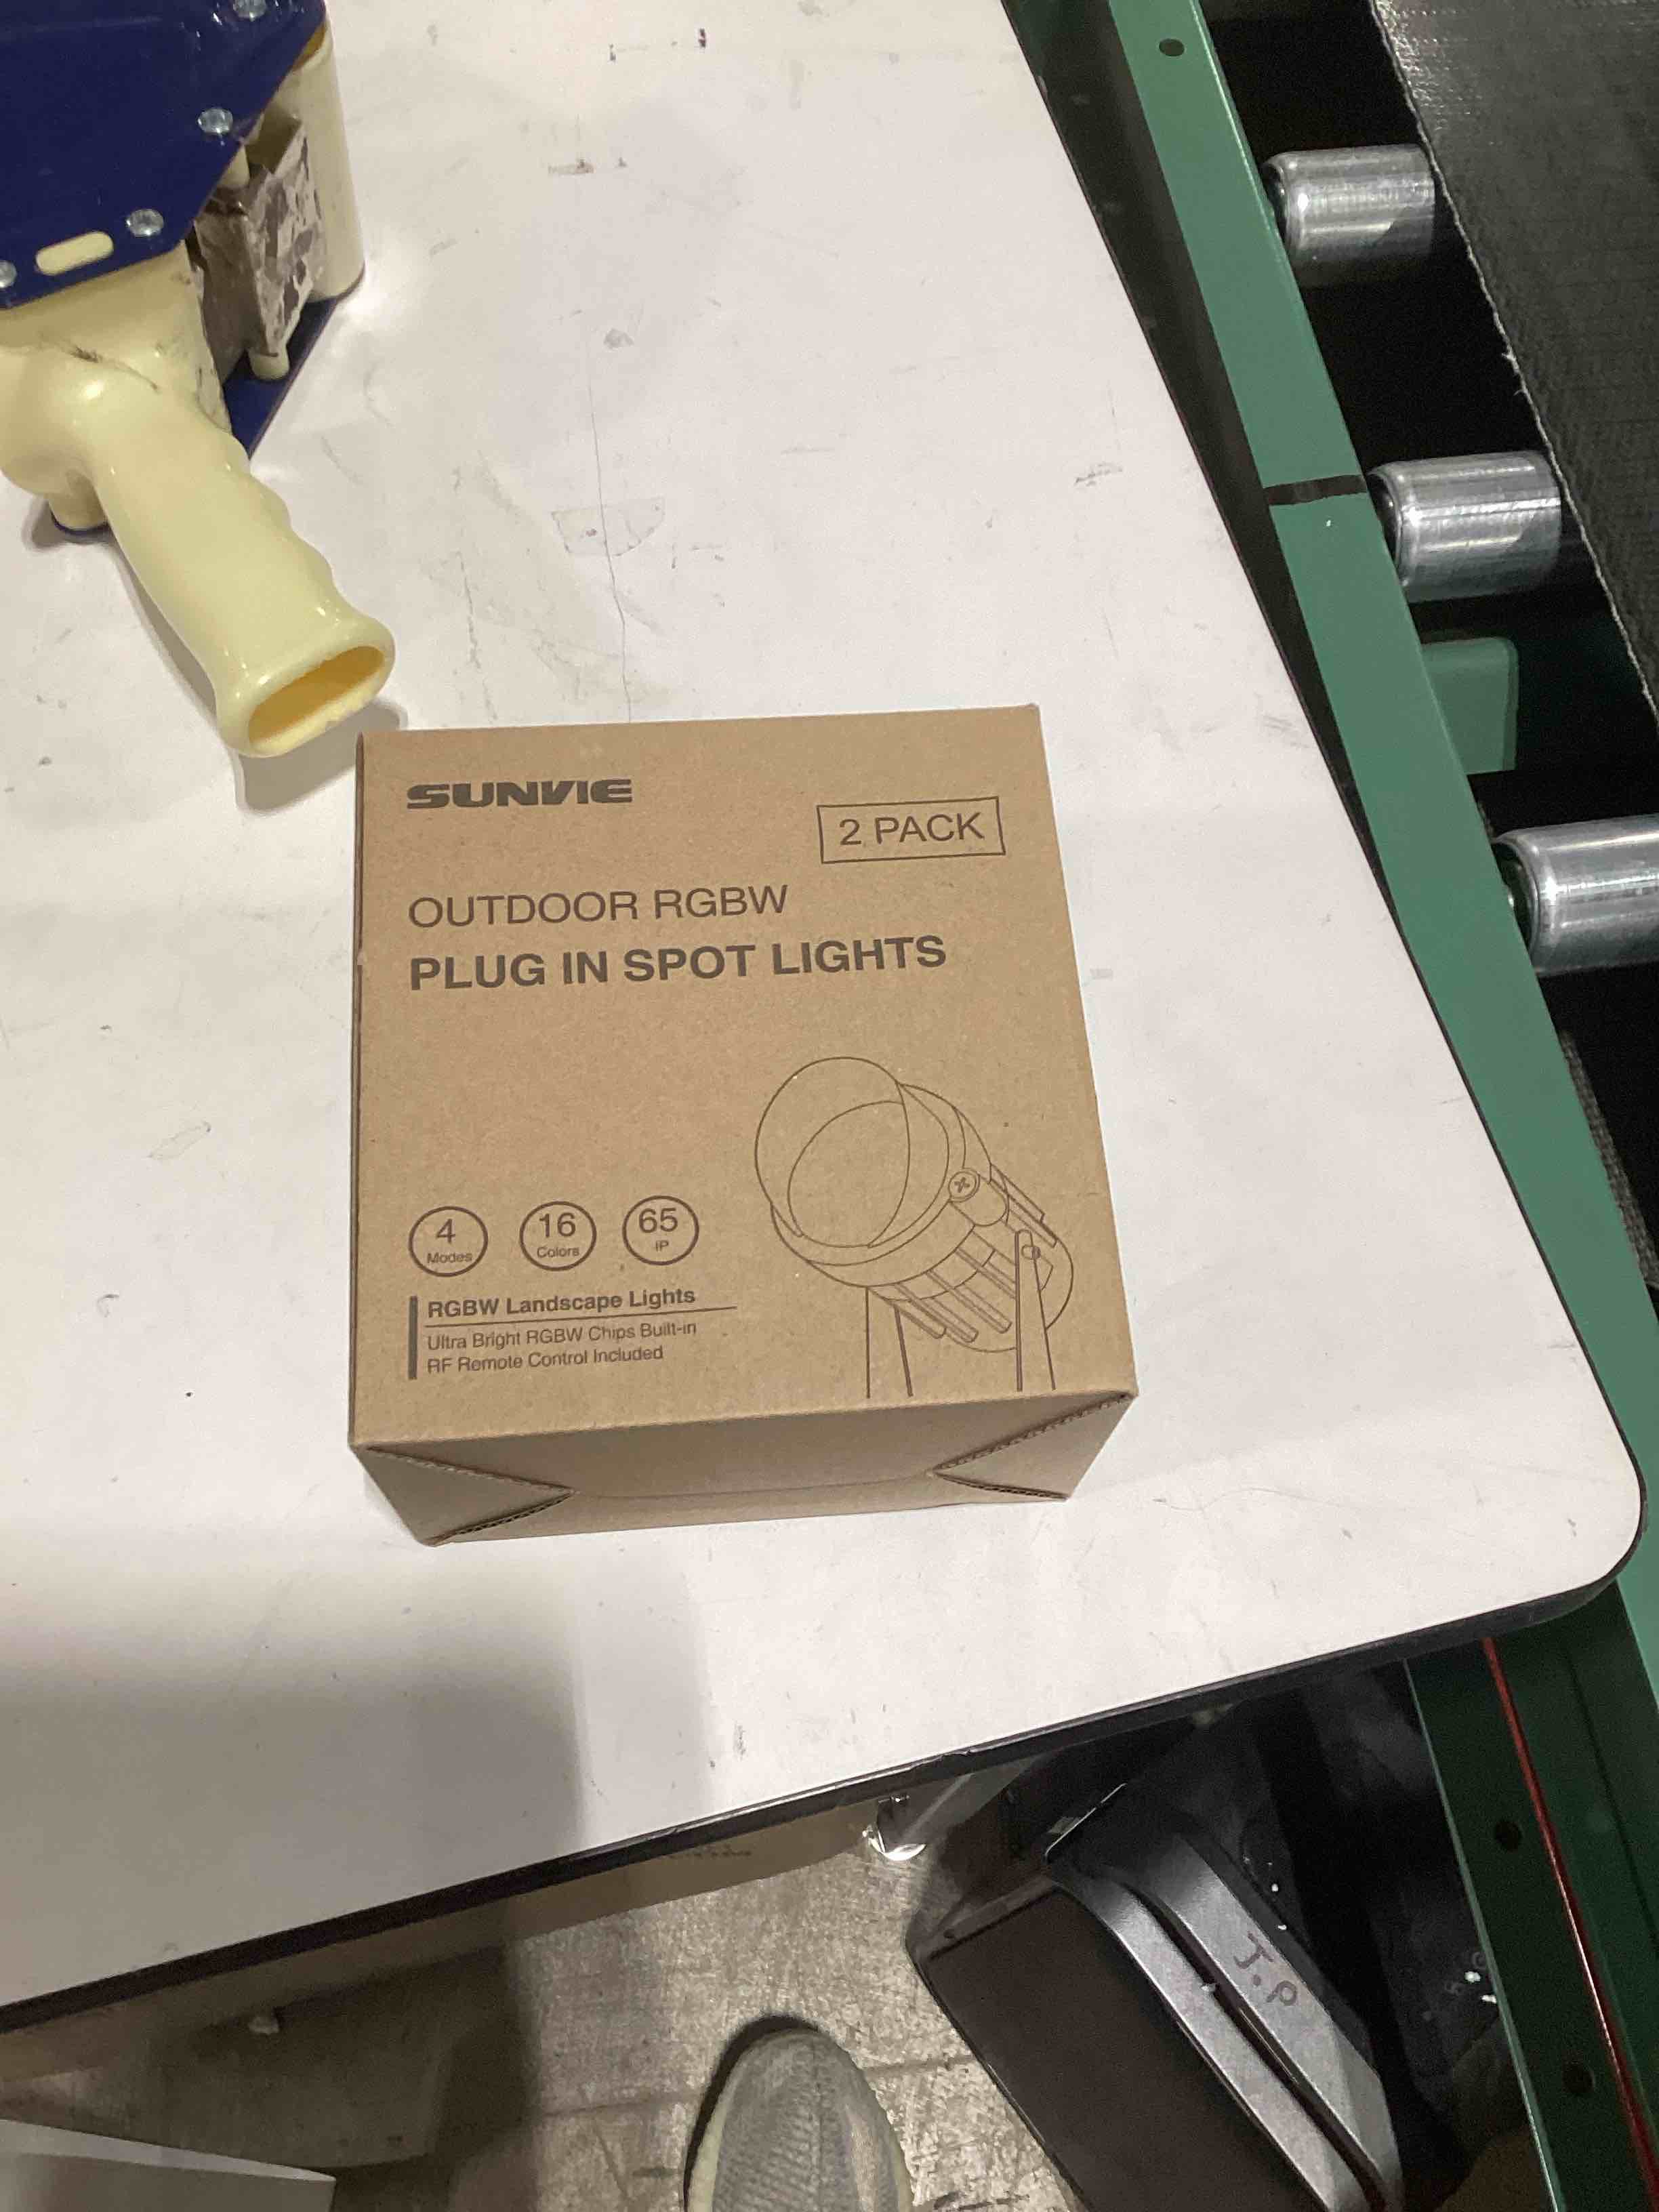 SUNVIE
2 PACK
OUTDOOR RGBW
PLUG IN SPOT LIGHTS
4
Modes
16
Colors
65
IP
RGBW Landscape Lights
Ultra Bright RGBW Chips Built-in
RF Remote Control Included
J.P